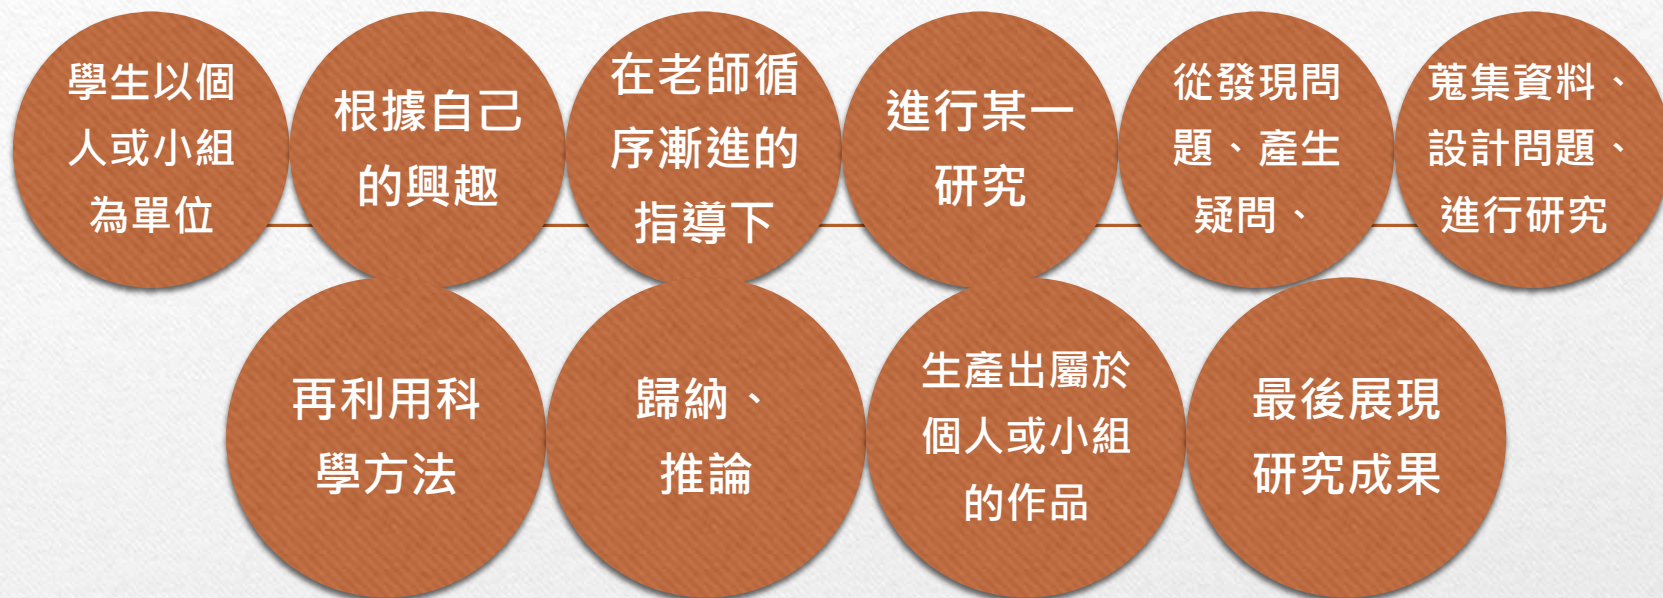 學生以個
人或小組
為單位
根據自己
的興趣
在老師循
序漸進的
指導下
進行某一
研究
從發現問
題、產生
疑問、
蒐集資料、
設計問題、
進行研究
再利用科
學方法
歸納、
推論
生產出屬於
個人或小組
的作品
最後展現
研究成果